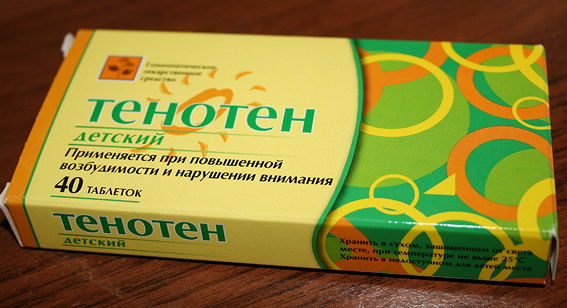 Гомеопатическое
лекарственное
средство
ТЕНОТЕН
детский
Применяется при повышенной
возбудимости и нарушении внимания
40 ТАБЛЕТОК
ТЕНОТЕН
детский
Хранить в сухом, защищенном от света
месте, при температуре не выше 25°С
Хранить в недоступном для детей месте